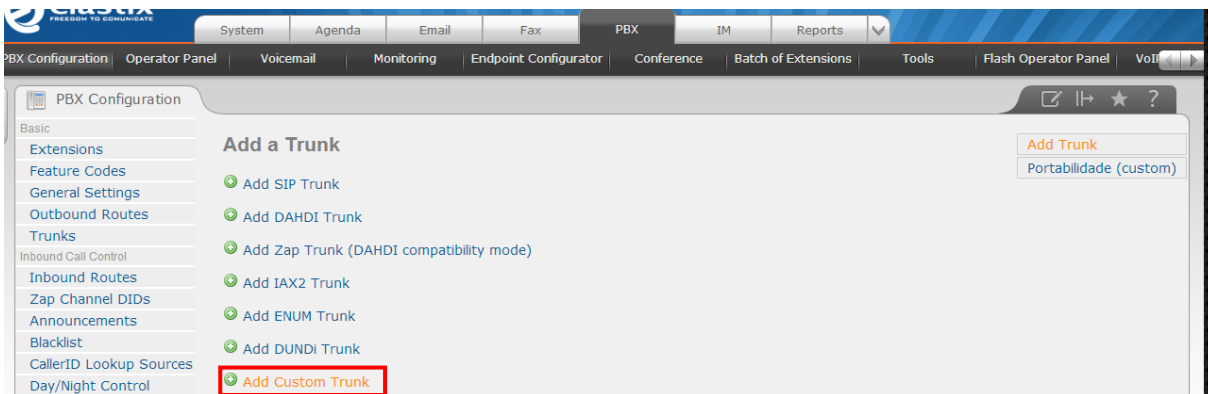 elastix
FREEDOM TO COMUNICATE
System Agenda Email Fax PBX IM Reports
PBX Configuration Operator Panel Voicemail Monitoring Endpoint Configurator Conference Batch of Extensions Tools Flash Operator Panel VoIP
PBX Configuration
Basic
Extensions
Feature Codes
General Settings
Outbound Routes
Trunks
Inbound Call Control
Inbound Routes
Zap Channel DIDs
Announcements
Blacklist
CallerID Lookup Sources
Day/Night Control
Add a Trunk
Add SIP Trunk
Add DAHDI Trunk
Add Zap Trunk (DAHDI compatibility mode)
Add IAX2 Trunk
Add ENUM Trunk
Add DUNDi Trunk
Add Custom Trunk
Add Trunk
Portabilidade (custom)